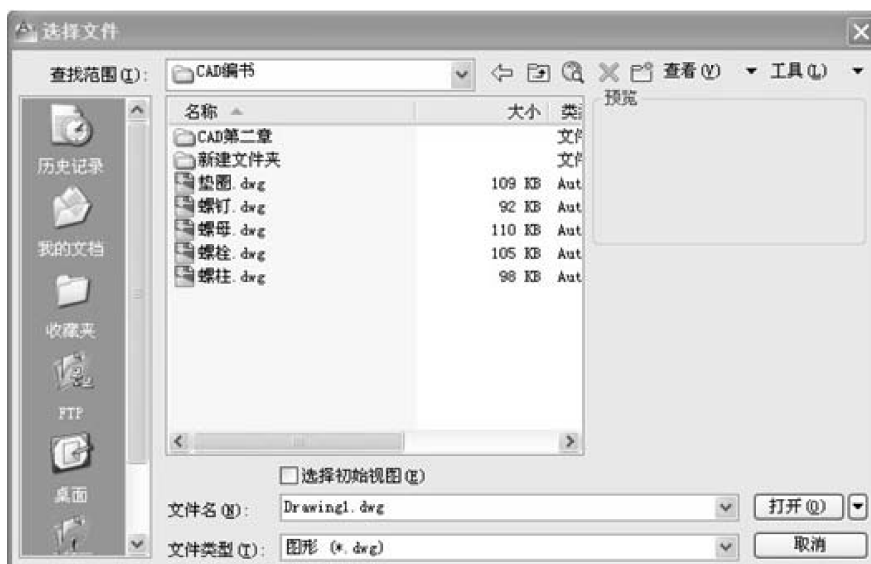 选择文件
查找范围(I): CAD编书 查看(V) 工具(L)
名称 大小 类 预览
CAD第二章 文件
新建文件夹 文件
垫圈.dwg 109 KB Aut
螺钉.dwg 92 KB Aut
螺母.dwg 110 KB Aut
螺栓.dwg 105 KB Aut
螺柱.dwg 98 KB Aut
历史记录
我的文档
收藏夹
FTP
桌面
选择初始视图(E)
文件名(N): Drawing1.dwg 打开(O)
文件类型(T): 图形 (*.dwg) 取消